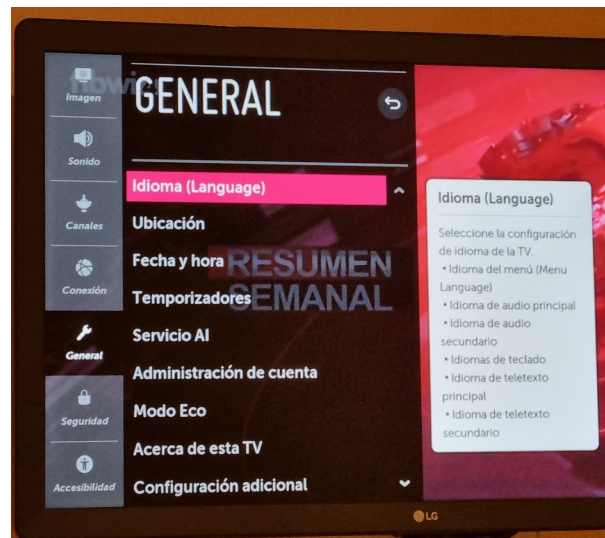 Imagen
Sonido
Canales
Conexión
General
Seguridad
Accesibilidad
GENERAL
Idioma (Language)
Ubicación
Fecha y hora
Temporizadores
Servicio AI
Administración de cuenta
Modo Eco
Acerca de esta TV
Configuración adicional
RESUMEN
SEMANAL
Idioma (Language)
Seleccione la configuración
de idioma de la TV.
• Idioma del menú (Menu
Language)
• Idioma de audio principal
• Idioma de audio
secundario
• Idiomas de teclado
• Idioma de teletexto
principal
• Idioma de teletexto
secundario
LG